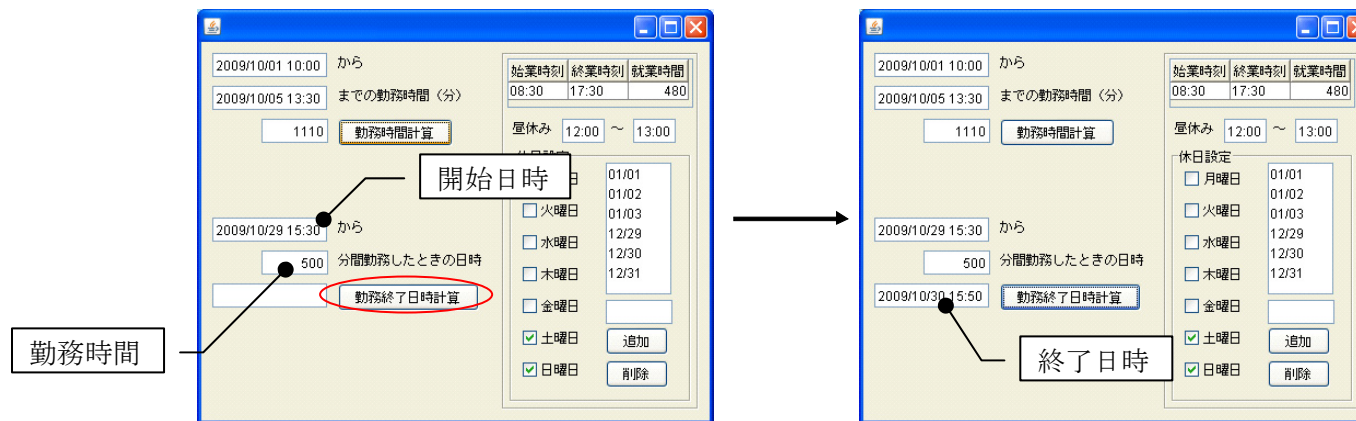 2009/10/01 10:00 から
2009/10/05 13:30 までの勤務時間（分）
1110 勤務時間計算
開始日時
2009/10/29 15:30 から
500 分間勤務したときの日時
勤務終了日時計算
勤務時間
始業時刻 終業時刻 就業時間
08:30 17:30 480
昼休み 12:00 ～ 13:00
日 01/01
01/02
火曜日 01/03
水曜日 12/29
12/30
木曜日 12/31
金曜日
土曜日 追加
日曜日 削除
2009/10/01 10:00 から
2009/10/05 13:30 までの勤務時間（分）
1110 勤務時間計算
2009/10/29 15:30 から
500 分間勤務したときの日時
2009/10/30 15:50 勤務終了日時計算
終了日時
始業時刻 終業時刻 就業時間
08:30 17:30 480
昼休み 12:00 ～ 13:00
休日設定
月曜日 01/01
01/02
火曜日 01/03
水曜日 12/29
12/30
木曜日 12/31
金曜日
土曜日 追加
日曜日 削除